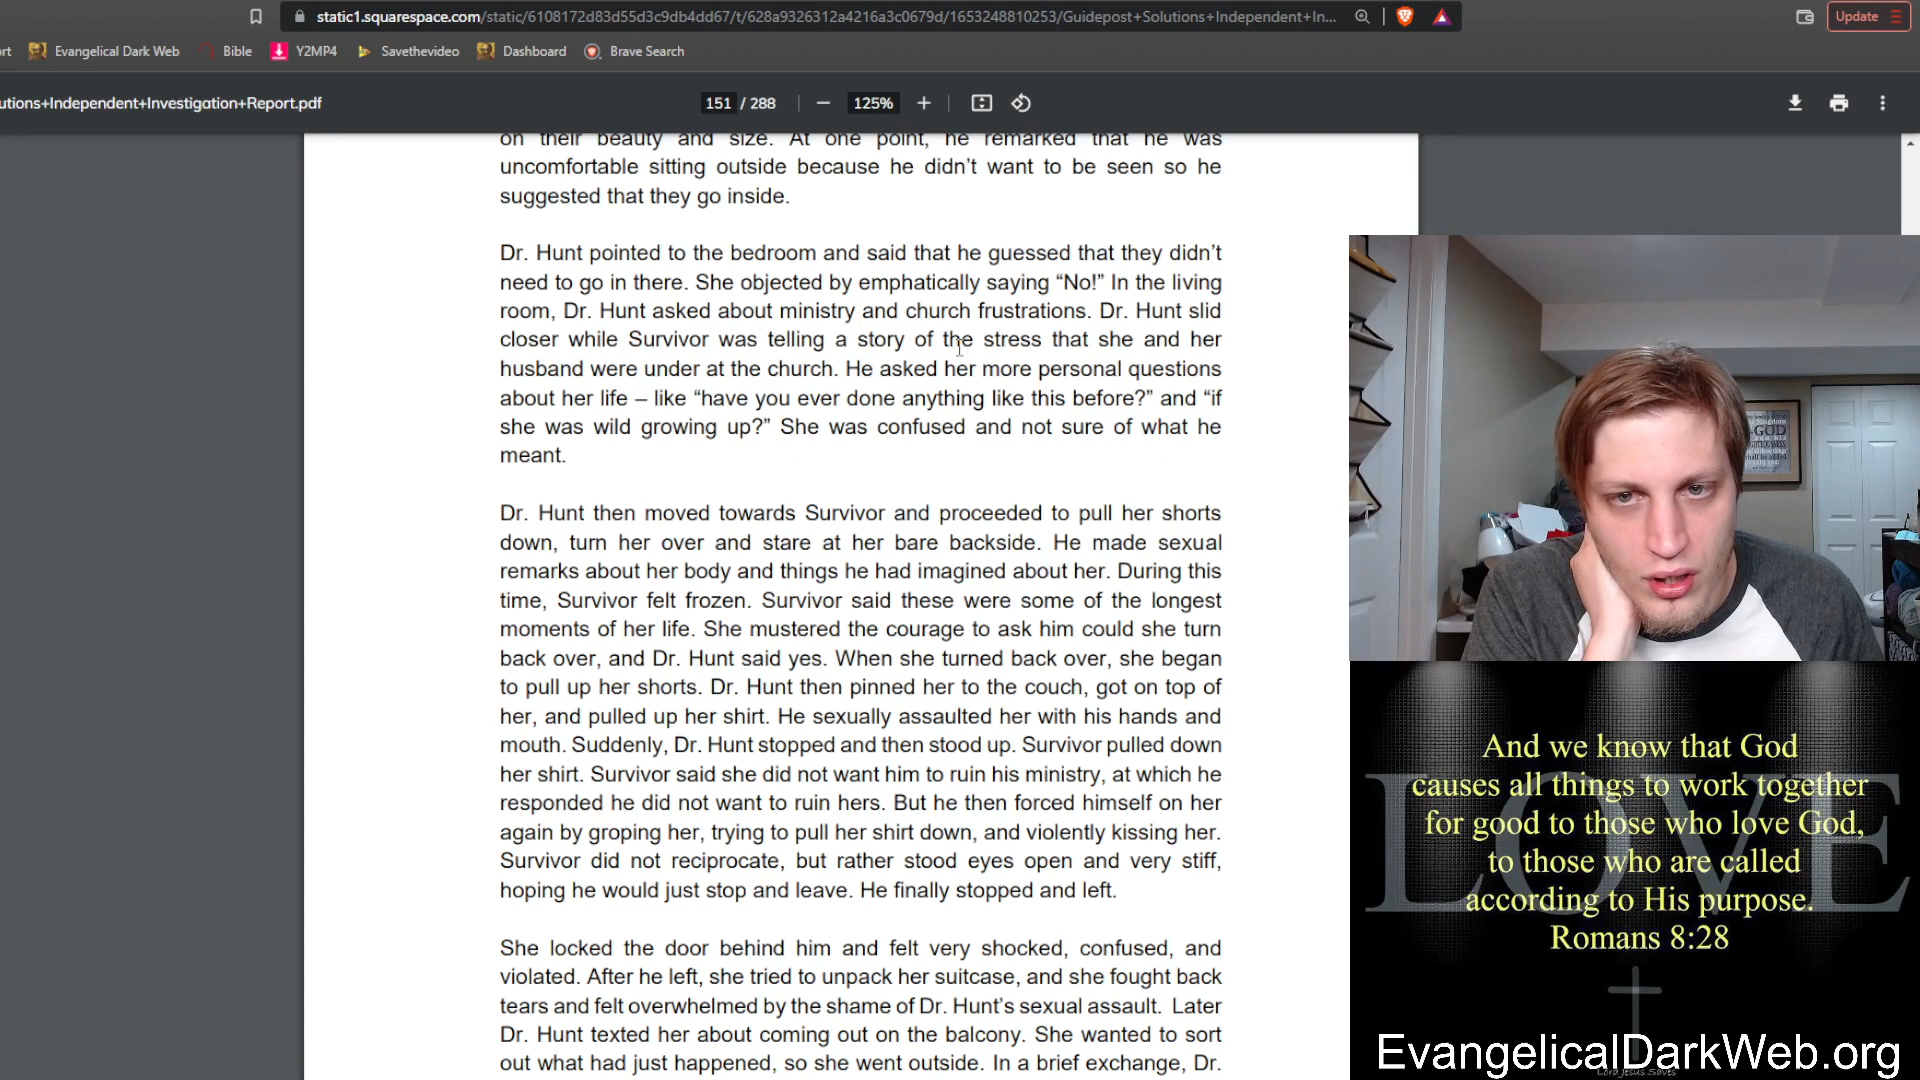 static1.squarespace.com/static/6108172d83d55d3c9db4dd67/t/628a9326312a4216a3c0679d/1653248810253/Guidepost+Solutions+Independent+In...
Update
rt
Evangelical Dark Web
Bible
Y2MP4
Savethevideo
Dashboard
Brave Search
utions+Independent+Investigation+Report.pdf
151 / 288
125%
on their beauty and size. At one point, he remarked that he was
uncomfortable sitting outside because he didn’t want to be seen so he
suggested that they go inside.
Dr. Hunt pointed to the bedroom and said that he guessed that they didn’t
need to go in there. She objected by emphatically saying “No!” In the living
room, Dr. Hunt asked about ministry and church frustrations. Dr. Hunt slid
closer while Survivor was telling a story of the stress that she and her
husband were under at the church. He asked her more personal questions
about her life – like “have you ever done anything like this before?” and “if
she was wild growing up?” She was confused and not sure of what he
meant.
Dr. Hunt then moved towards Survivor and proceeded to pull her shorts
down, turn her over and stare at her bare backside. He made sexual
remarks about her body and things he had imagined about her. During this
time, Survivor felt frozen. Survivor said these were some of the longest
moments of her life. She mustered the courage to ask him could she turn
back over, and Dr. Hunt said yes. When she turned back over, she began
to pull up her shorts. Dr. Hunt then pinned her to the couch, got on top of
her, and pulled up her shirt. He sexually assaulted her with his hands and
mouth. Suddenly, Dr. Hunt stopped and then stood up. Survivor pulled down
her shirt. Survivor said she did not want him to ruin his ministry, at which he
responded he did not want to ruin hers. But he then forced himself on her
again by groping her, trying to pull her shirt down, and violently kissing her.
Survivor did not reciprocate, but rather stood eyes open and very stiff,
hoping he would just stop and leave. He finally stopped and left.
She locked the door behind him and felt very shocked, confused, and
violated. After he left, she tried to unpack her suitcase, and she fought back
tears and felt overwhelmed by the shame of Dr. Hunt’s sexual assault. Later
Dr. Hunt texted her about coming out on the balcony. She wanted to sort
out what had just happened, so she went outside. In a brief exchange, Dr.
GOD
LOVE
And we know that God
causes all things to work together
for good to those who love God,
to those who are called
according to His purpose.
Romans 8:28
EvangelicalDarkWeb.org
Lord Jesus Saves